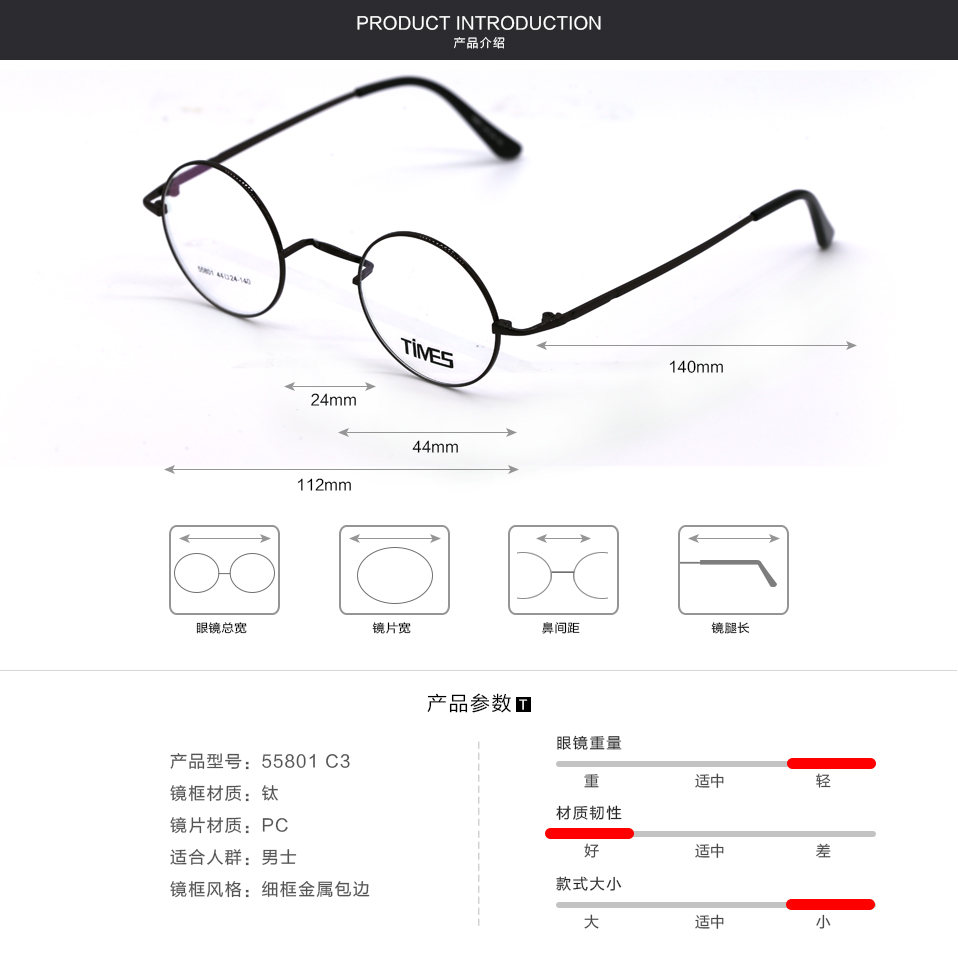 PRODUCT INTRODUCTION
产品介绍
55801 44□24-140
TiMES
140mm
24mm
44mm
112mm
眼镜总宽
镜片宽
鼻间距
镜腿长
产品参数 T
产品型号：55801 C3
镜框材质：钛
镜片材质：PC
适合人群：男士
镜框风格：细框金属包边
眼镜重量
重 适中 轻
材质韧性
好 适中 差
款式大小
大 适中 小